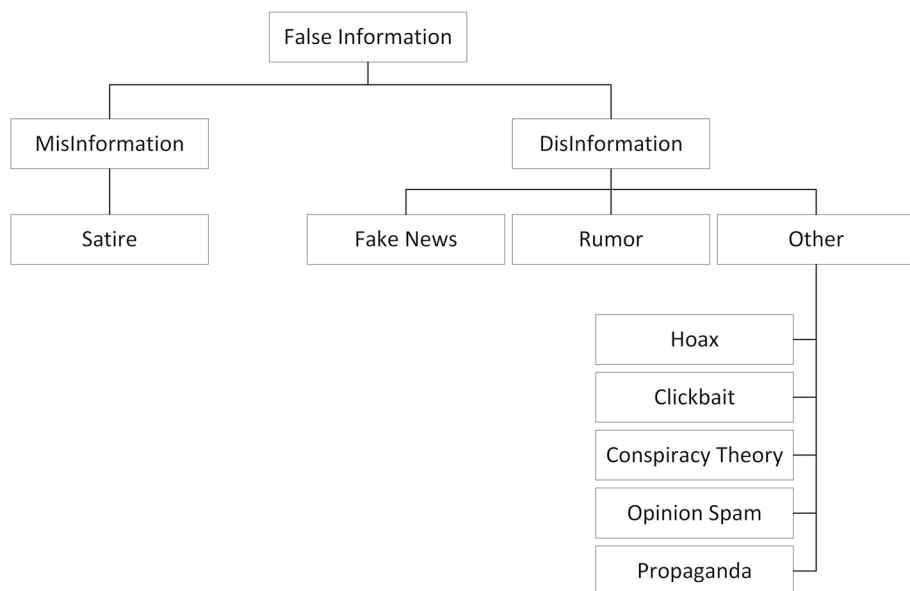 False Information
MisInformation
DisInformation
Satire
Fake News
Rumor
Other
Hoax
Clickbait
Conspiracy Theory
Opinion Spam
Propaganda